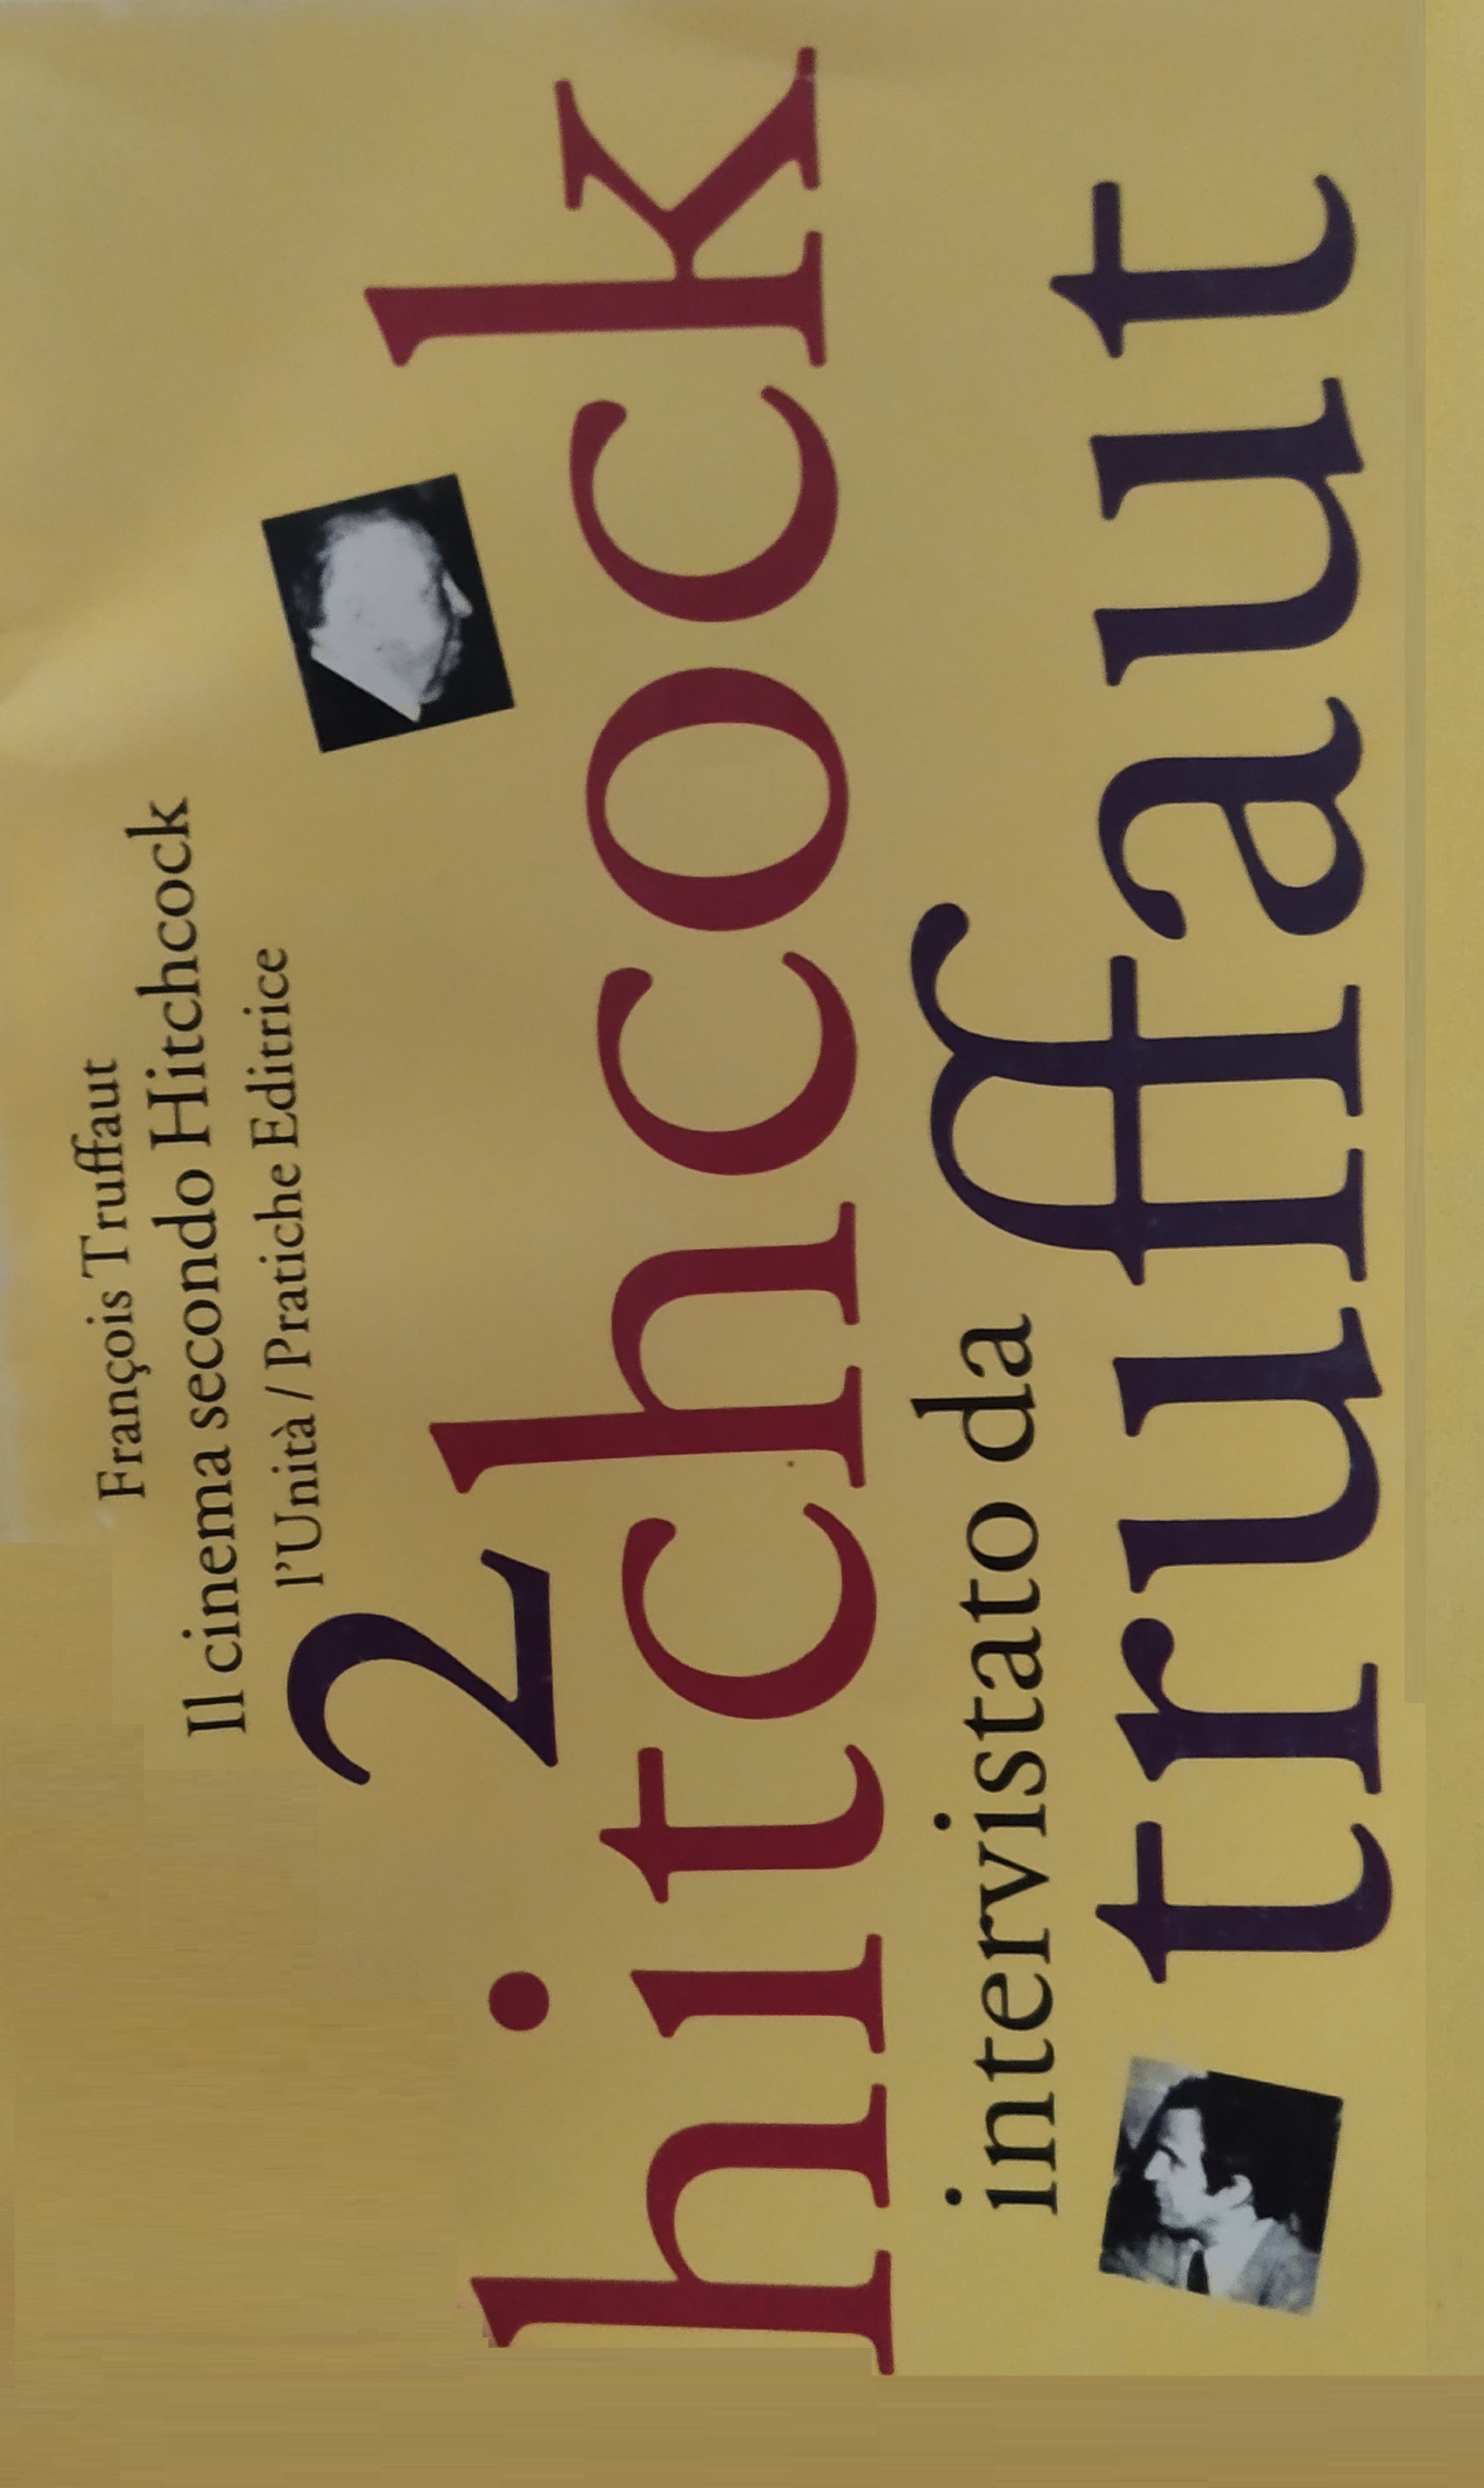 François Truffaut
Il cinema secondo Hitchcock
l'Unità / Pratiche Editrice
2
hitchcock
intervistato da
truffaut